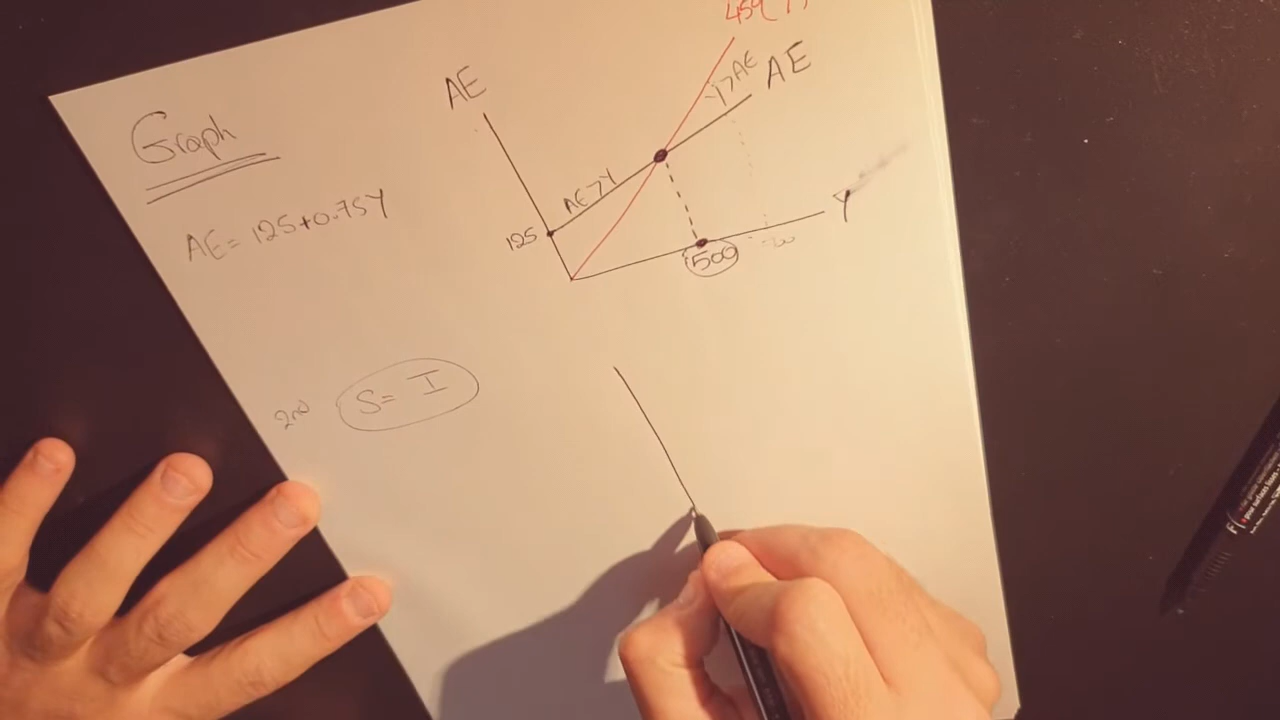 Graph
AE= 125+0.75Y
AE
AE
Y>AE
AE>Y
125
500
Y
2nd S= I